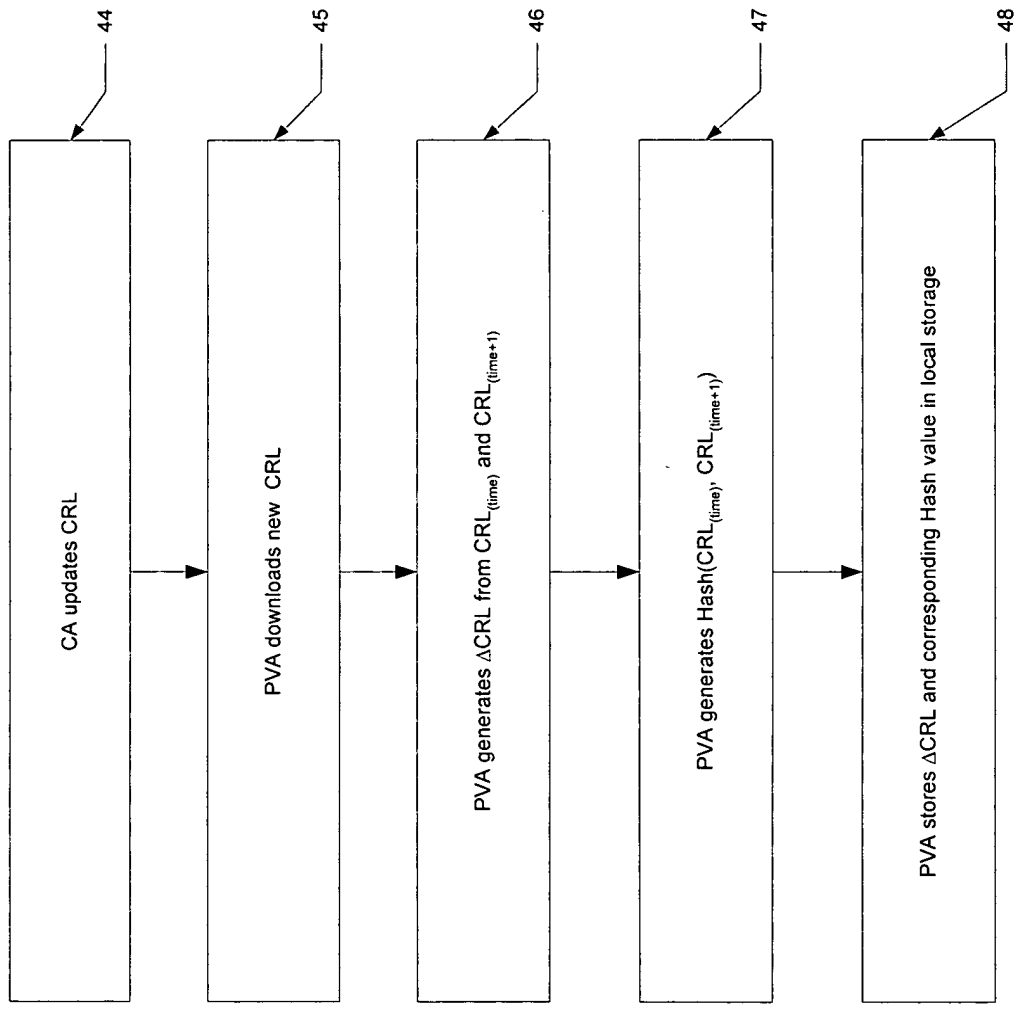 CA updates CRL
44
PVA downloads new CRL
45
PVA generates ΔCRL from CRL(time) and CRL(time+1)
46
PVA generates Hash(CRL(time), CRL(time+1))
47
PVA stores ΔCRL and corresponding Hash value in local storage
48